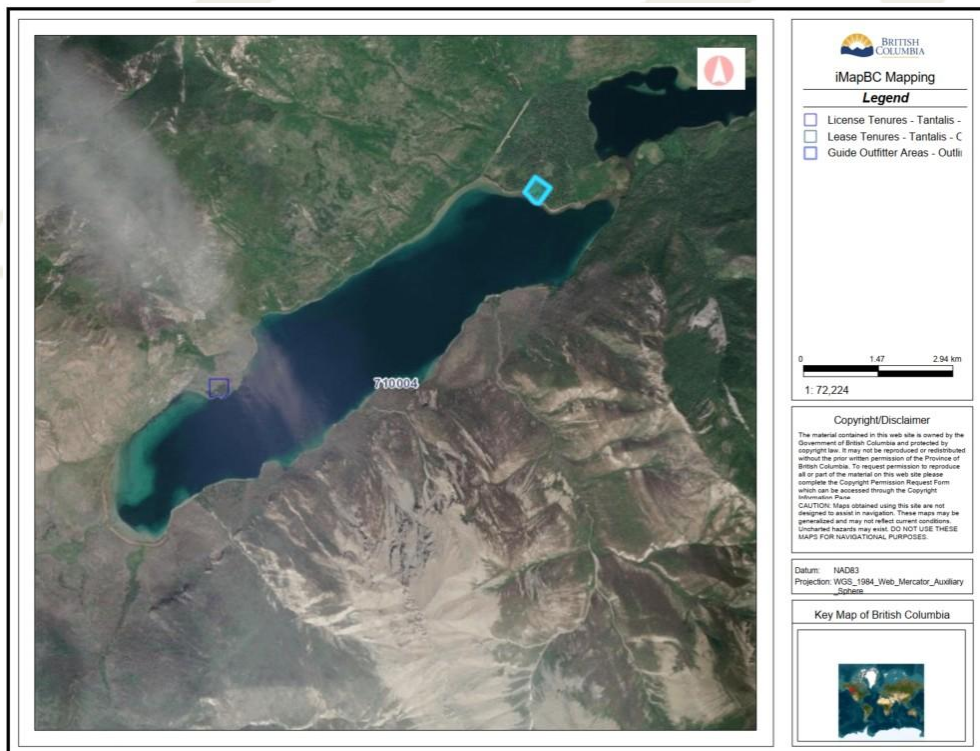 710004
BRITISH
COLUMBIA
iMapBC Mapping
Legend
License Tenures - Tantalis -
Lease Tenures - Tantalis - C
Guide Outfitter Areas - Outli
0 1.47 2.94 km
1: 72,224
Copyright/Disclaimer
The material contained in this web site is owned by the
Government of British Columbia and protected by
copyright law. It may not be reproduced or redistributed
without the prior written permission of the Province of
British Columbia. To request permission to reproduce
all or part of the material on this web site please
complete the Copyright Permission Request Form
which can be accessed through the Copyright
Information Page.
CAUTION: Maps obtained using this site are not
designed to assist in navigation. These maps may be
generalized and may not reflect current conditions.
Uncharted hazards may exist. DO NOT USE THESE
MAPS FOR NAVIGATIONAL PURPOSES.
Datum: NAD83
Projection: WGS_1984_Web_Mercator_Auxiliary
_Sphere
Key Map of British Columbia